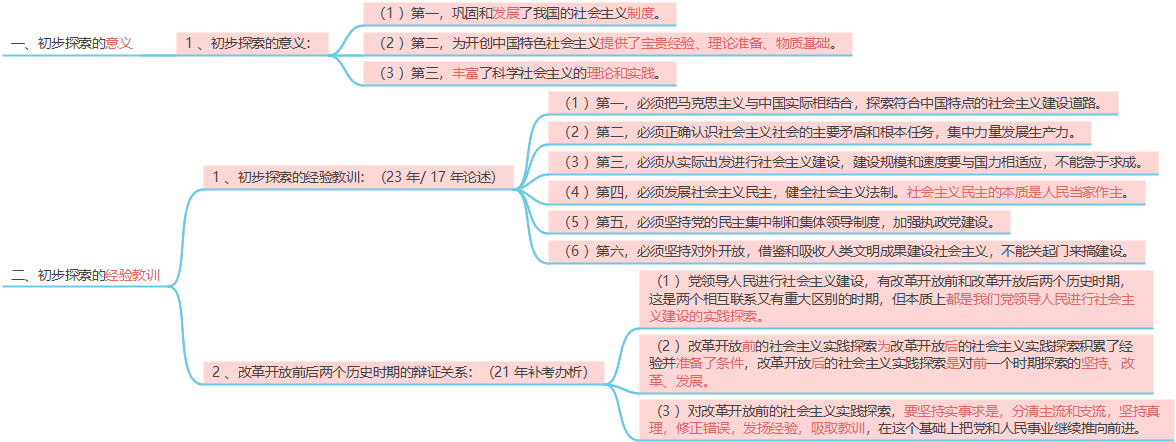 一、初步探索的意义
1 、初步探索的意义：
（1 ）第一，巩固和发展了我国的社会主义制度。
（2 ）第二，为开创中国特色社会主义提供了宝贵经验、理论准备、物质基础。
（3 ）第三，丰富了科学社会主义的理论和实践。
二、初步探索的经验教训
1 、初步探索的经验教训：（23 年/ 17 年论述）
（1 ）第一，必须把马克思主义与中国实际相结合，探索符合中国特点的社会主义建设道路。
（2 ）第二，必须正确认识社会主义社会的主要矛盾和根本任务，集中力量发展生产力。
（3 ）第三，必须从实际出发进行社会主义建设，建设规模和速度要与国力相适应，不能急于求成。
（4 ）第四，必须发展社会主义民主，健全社会主义法制。社会主义民主的本质是人民当家作主。
（5 ）第五，必须坚持党的民主集中制和集体领导制度，加强执政党建设。
（6 ）第六，必须坚持对外开放，借鉴和吸收人类文明成果建设社会主义，不能关起门来搞建设。
2 、改革开放前后两个历史时期的辩证关系：（21 年补考办析）
（1 ）党领导人民进行社会主义建设，有改革开放前和改革开放后两个历史时期，
这是两个相互联系又有重大区别的时期，但本质上都是我们党领导人民进行社会主
义建设的实践探索。
（2 ）改革开放前的社会主义实践探索为改革开放后的社会主义实践探索积累了经
验并准备了条件，改革开放后的社会主义实践探索是对前一个时期探索的坚持、改
革、发展。
（3 ）对改革开放前的社会主义实践探索，要坚持实事求是，分清主流和支流，坚持真
理，修正错误，发扬经验，吸取教训，在这个基础上把党和人民事业继续推向前进。